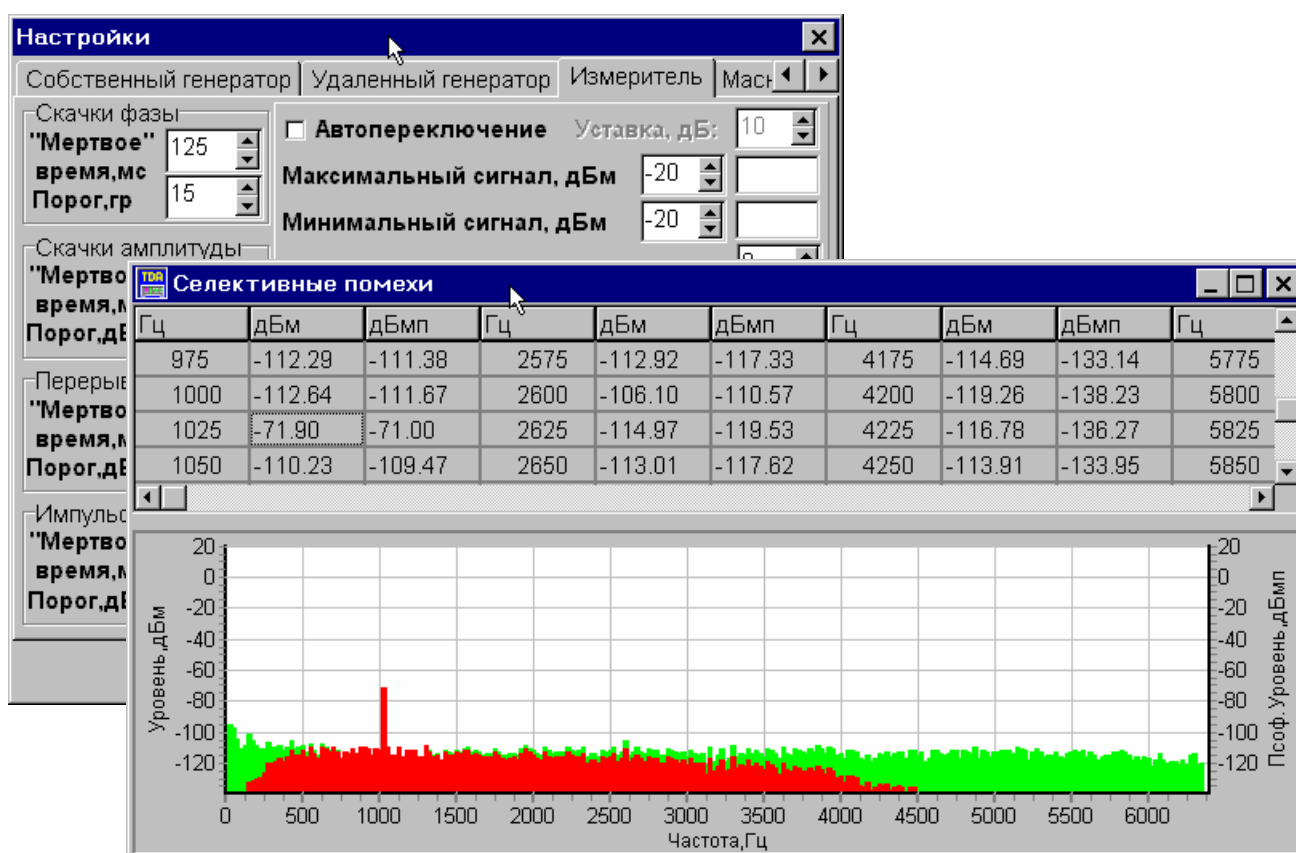 Настройки
Собственный генератор Удаленный генератор Измеритель
Скачки фазы
"Мертвое" время,мс 125
Порог,гр 15
Автопереключение Уставка, дБ: 10
Максимальный сигнал, дБм -20
Минимальный сигнал, дБм -20
Скачки амплитуды
TDA Селективные помехи
Гц дБм дБмп Гц дБм дБмп Гц дБм дБмп Гц
975 -112.29 -111.38 2575 -112.92 -117.33 4175 -114.69 -133.14 5775
1000 -112.64 -111.67 2600 -106.10 -110.57 4200 -119.26 -138.23 5800
1025 -71.90 -71.00 2625 -114.97 -119.53 4225 -116.78 -136.27 5825
1050 -110.23 -109.47 2650 -113.01 -117.62 4250 -113.91 -133.95 5850
Уровень,дБм
20
0
-20
-40
-60
-80
-100
-120
20
0
-20
-40
-60
-80
-100
-120
Псоф. Уровень,дБмп
0 500 1000 1500 2000 2500 3000 3500 4000 4500 5000 5500 6000
Частота,Гц